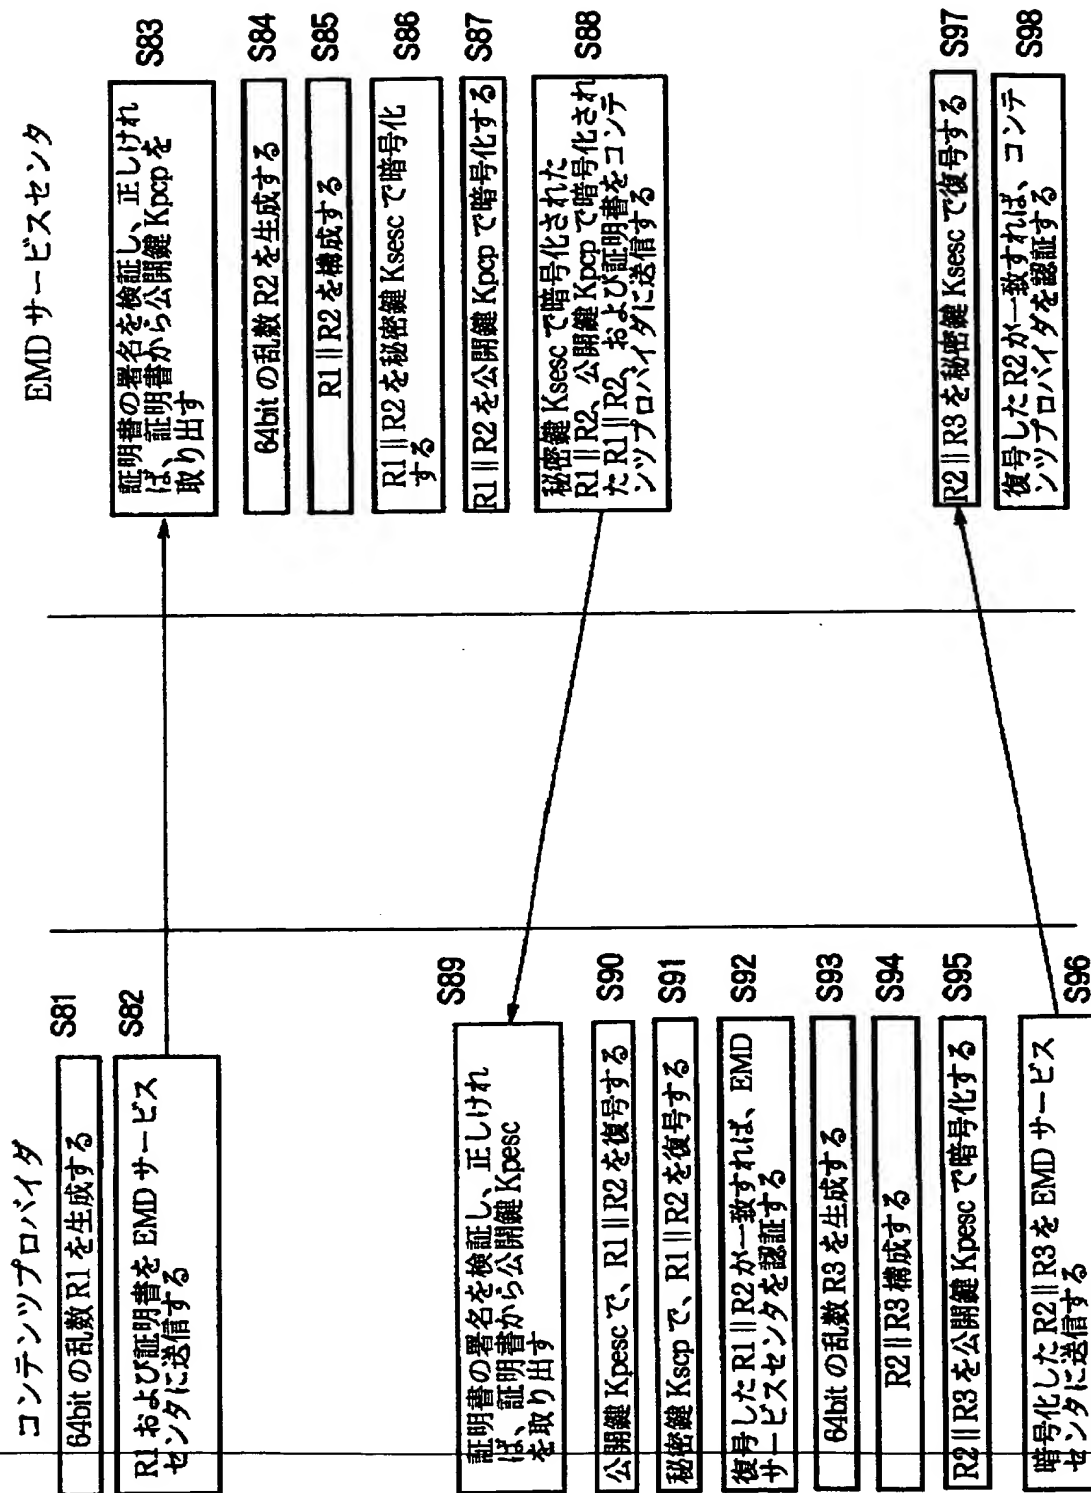 コンテンツプロバイダ
64bit の乱数 R1 を生成する
S81
R1 および証明書を EMD サービス
センタに送信する
S82
証明書の署名を検証し、正しけれ
ば、証明書から公開鍵 Kpesc
を取り出す
S89
公開鍵 Kpesc で、R1 || R2 を復号する
S90
秘密鍵 Kscp で、R1 || R2 を復号する
S91
復号した R1 || R2 が一致すれば、EMD
サービスセンタを認証する
S92
64bit の乱数 R3 を生成する
S93
R2 || R3 構成する
S94
R2 || R3 を公開鍵 Kpesc で暗号化する
S95
暗号化した R2 || R3 を EMD サービス
センタに送信する
S96
EMD サービスセンタ
証明書の署名を検証し、正しけれ
ば、証明書から公開鍵 Kpcp を
取り出す
S83
64bit の乱数 R2 を生成する
S84
R1 || R2 を構成する
S85
R1 || R2 を秘密鍵 Ksesc で暗号化
する
S86
R1 || R2 を公開鍵 Kpcp で暗号化する
S87
秘密鍵 Ksesc で暗号化された
R1 || R2、公開鍵 Kpcp で暗号化され
た R1 || R2、および証明書をコンテ
ンツプロバイダに送信する
S88
R2 || R3 を秘密鍵 Ksesc で復号する
S97
復号した R2 が一致すれば、コンテ
ンツプロバイダを認証する
S98